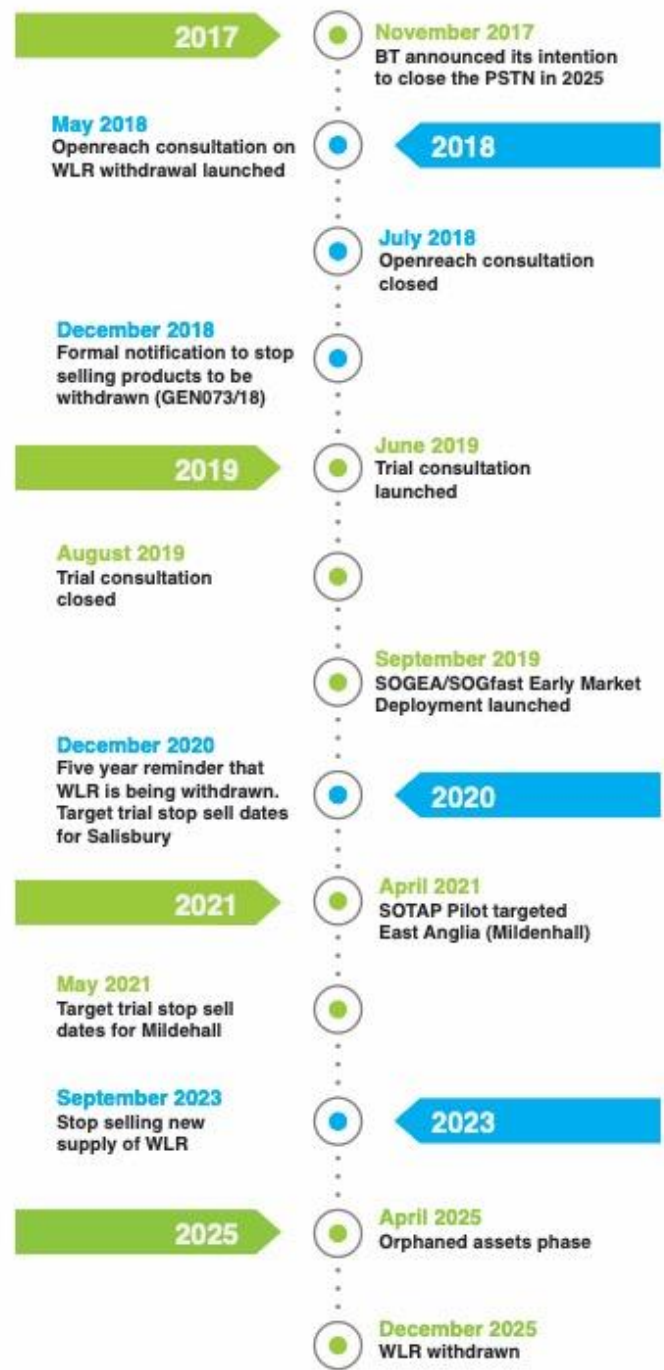 2017
November 2017
BT announced its intention
to close the PSTN in 2025
May 2018
Openreach consultation on
WLR withdrawal launched
2018
July 2018
Openreach consultation
closed
December 2018
Formal notification to stop
selling products to be
withdrawn (GEN073/18)
2019
June 2019
Trial consultation
launched
August 2019
Trial consultation
closed
September 2019
SOGEA/SOGfast Early Market
Deployment launched
December 2020
Five year reminder that
WLR is being withdrawn.
Target trial stop sell dates
for Salisbury
2020
2021
April 2021
SOTAP Pilot targeted
East Anglia (Mildenhall)
May 2021
Target trial stop sell
dates for Mildehall
September 2023
Stop selling new
supply of WLR
2023
2025
April 2025
Orphaned assets phase
December 2025
WLR withdrawn